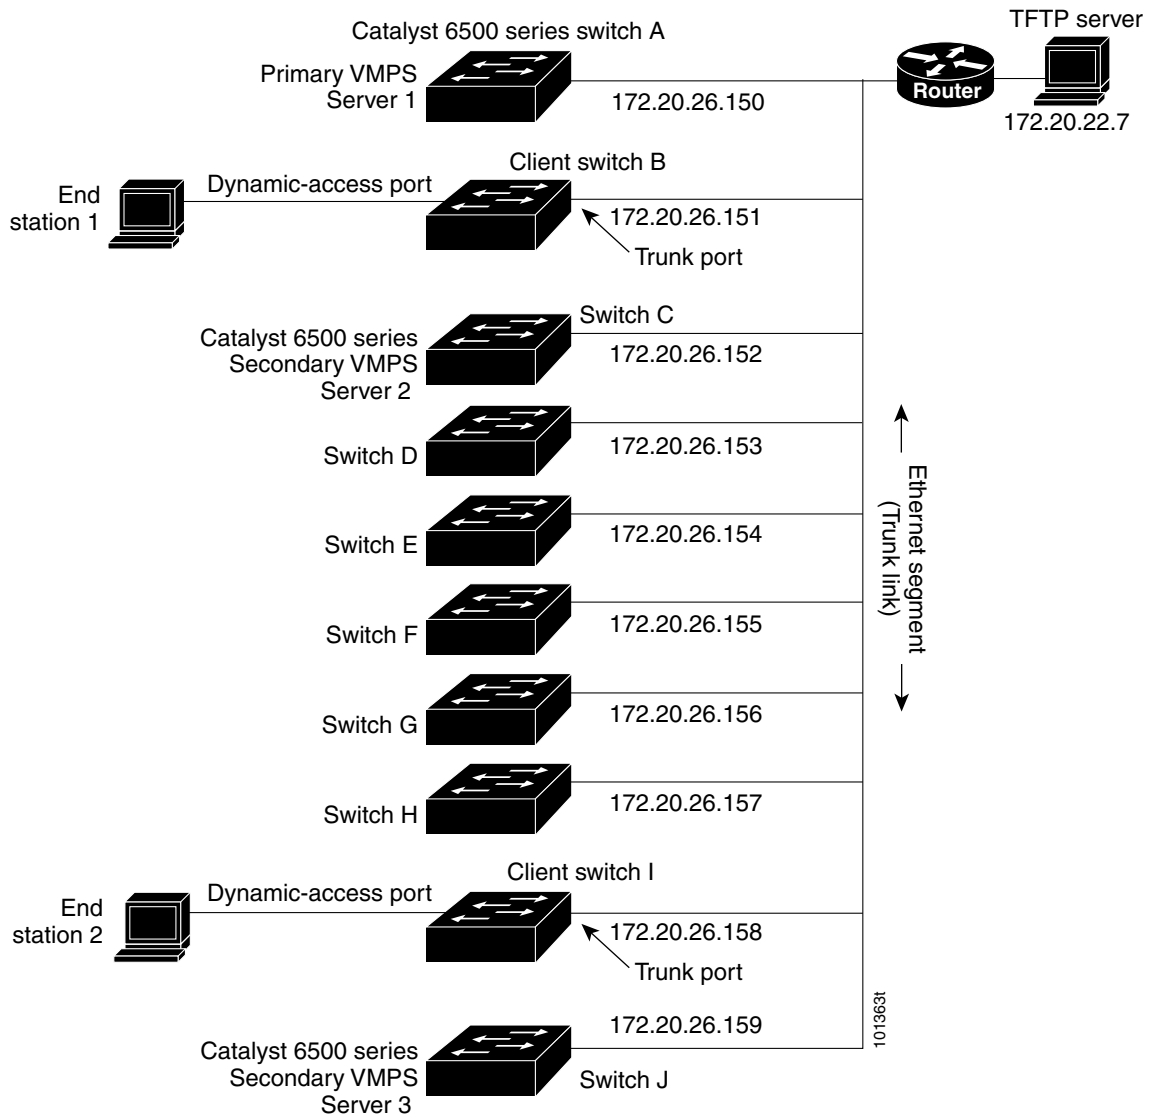 Catalyst 6500 series switch A
TFTP server
Primary VMPS
Server 1
172.20.26.150
Router
172.20.22.7
Client switch B
End
station 1
Dynamic-access port
172.20.26.151
Trunk port
Switch C
Catalyst 6500 series
Secondary VMPS
Server 2
172.20.26.152
Switch D
172.20.26.153
Switch E
172.20.26.154
Ethernet segment
(Trunk link)
Switch F
172.20.26.155
Switch G
172.20.26.156
Switch H
172.20.26.157
Client switch I
End
station 2
Dynamic-access port
172.20.26.158
Trunk port
172.20.26.159
Catalyst 6500 series
Secondary VMPS
Server 3
Switch J
101363t